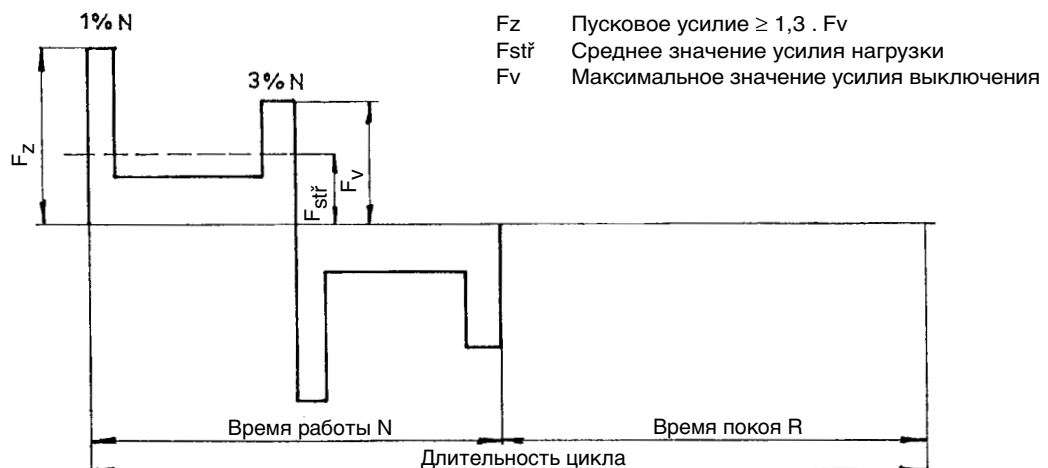 1% N
Fz Пусковое усилие ≥ 1,3 . Fv
Fstř Среднее значение усилия нагрузки
Fv Максимальное значение усилия выключения
3% N
Fz
Fstř
Fv
Время работы N
Время покоя R
Длительность цикла